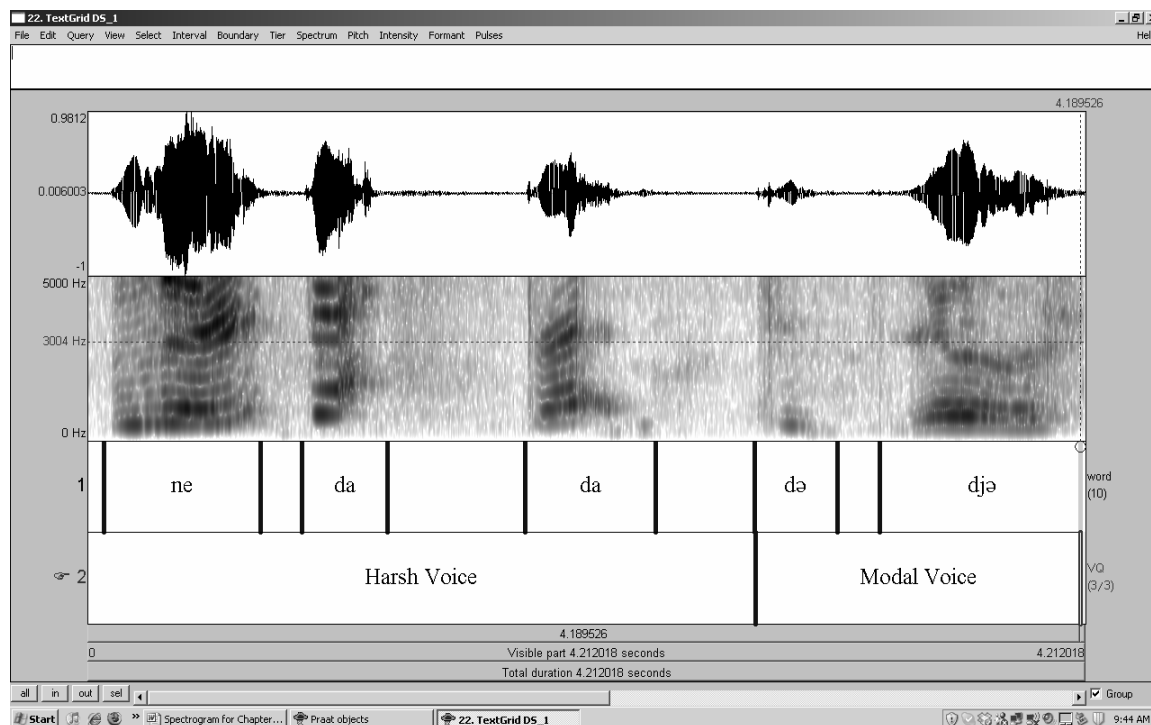 22. TextGrid DS_1
File Edit Query View Select Interval Boundary Tier Spectrum Pitch Intensity Formant Pulses Hel
4.189526
0.9812
0.006003
-1
5000 Hz
3004 Hz
0 Hz
1 ne da da də djə word (10)
2 Harsh Voice Modal Voice VQ (3/3)
4.189526
0 Visible part 4.212018 seconds 4.212018
Total duration 4.212018 seconds
all in out sel Group
Start » Spectrogram for Chapter... Praat objects 22. TextGrid DS_1 9:44 AM